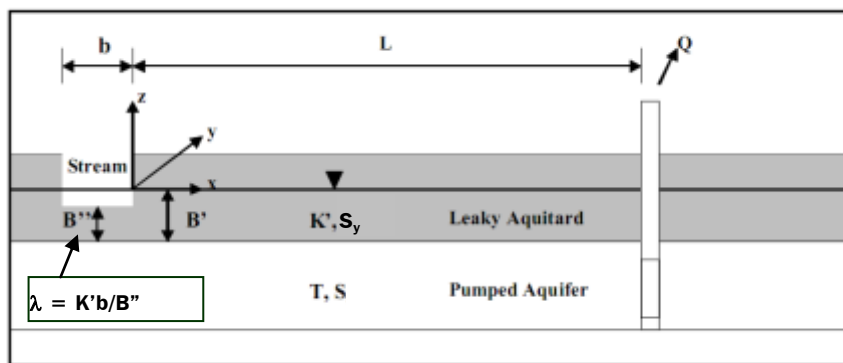 b
L
Q
z
y
Stream
x
B'' B' K',Sy Leaky Aquitard
λ = K'b/B"
T, S Pumped Aquifer